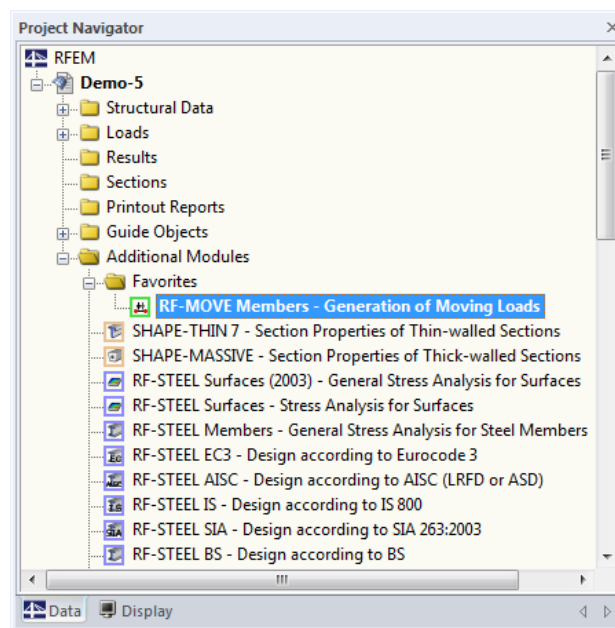 Project Navigator
RFEM
Demo-5
Structural Data
Loads
Results
Sections
Printout Reports
Guide Objects
Additional Modules
Favorites
RF-MOVE Members - Generation of Moving Loads
SHAPE-THIN 7 - Section Properties of Thin-walled Sections
SHAPE-MASSIVE - Section Properties of Thick-walled Sections
RF-STEEL Surfaces (2003) - General Stress Analysis for Surfaces
RF-STEEL Surfaces - Stress Analysis for Surfaces
RF-STEEL Members - General Stress Analysis for Steel Members
RF-STEEL EC3 - Design according to Eurocode 3
RF-STEEL AISC - Design according to AISC (LRFD or ASD)
RF-STEEL IS - Design according to IS 800
RF-STEEL SIA - Design according to SIA 263:2003
RF-STEEL BS - Design according to BS
Data Display